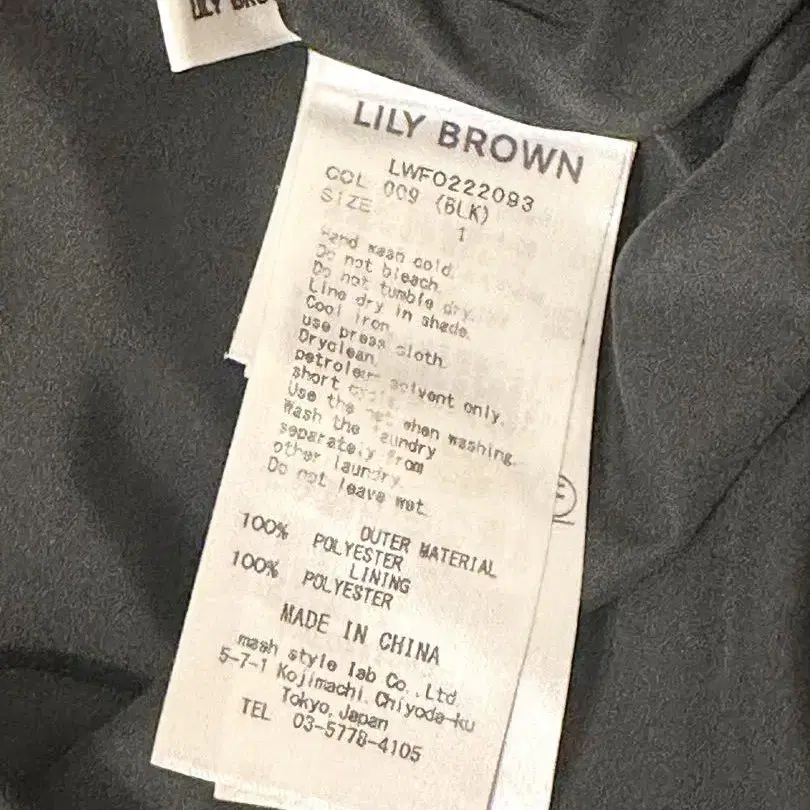 LILY BRO
LILY BROWN
LWFO222093
COL 009 (BLK)
SIZE 1
Hand wash cold.
Do not bleach.
Do not tumble dry.
Line dry in shade.
Cool iron.
use press cloth.
Dryclean,
petroleum solvent only.
short cycle.
Use the net when washing.
Wash the laundry
separately from
other laundry.
Do not leave wet.
OUTER MATERIAL
100% POLYESTER
LINING
100% POLYESTER
MADE IN CHINA
mash style lab Co.,Ltd.
5-7-1 Kojimachi,Chiyoda-ku
Tokyo,Japan
TEL 03-5778-4105